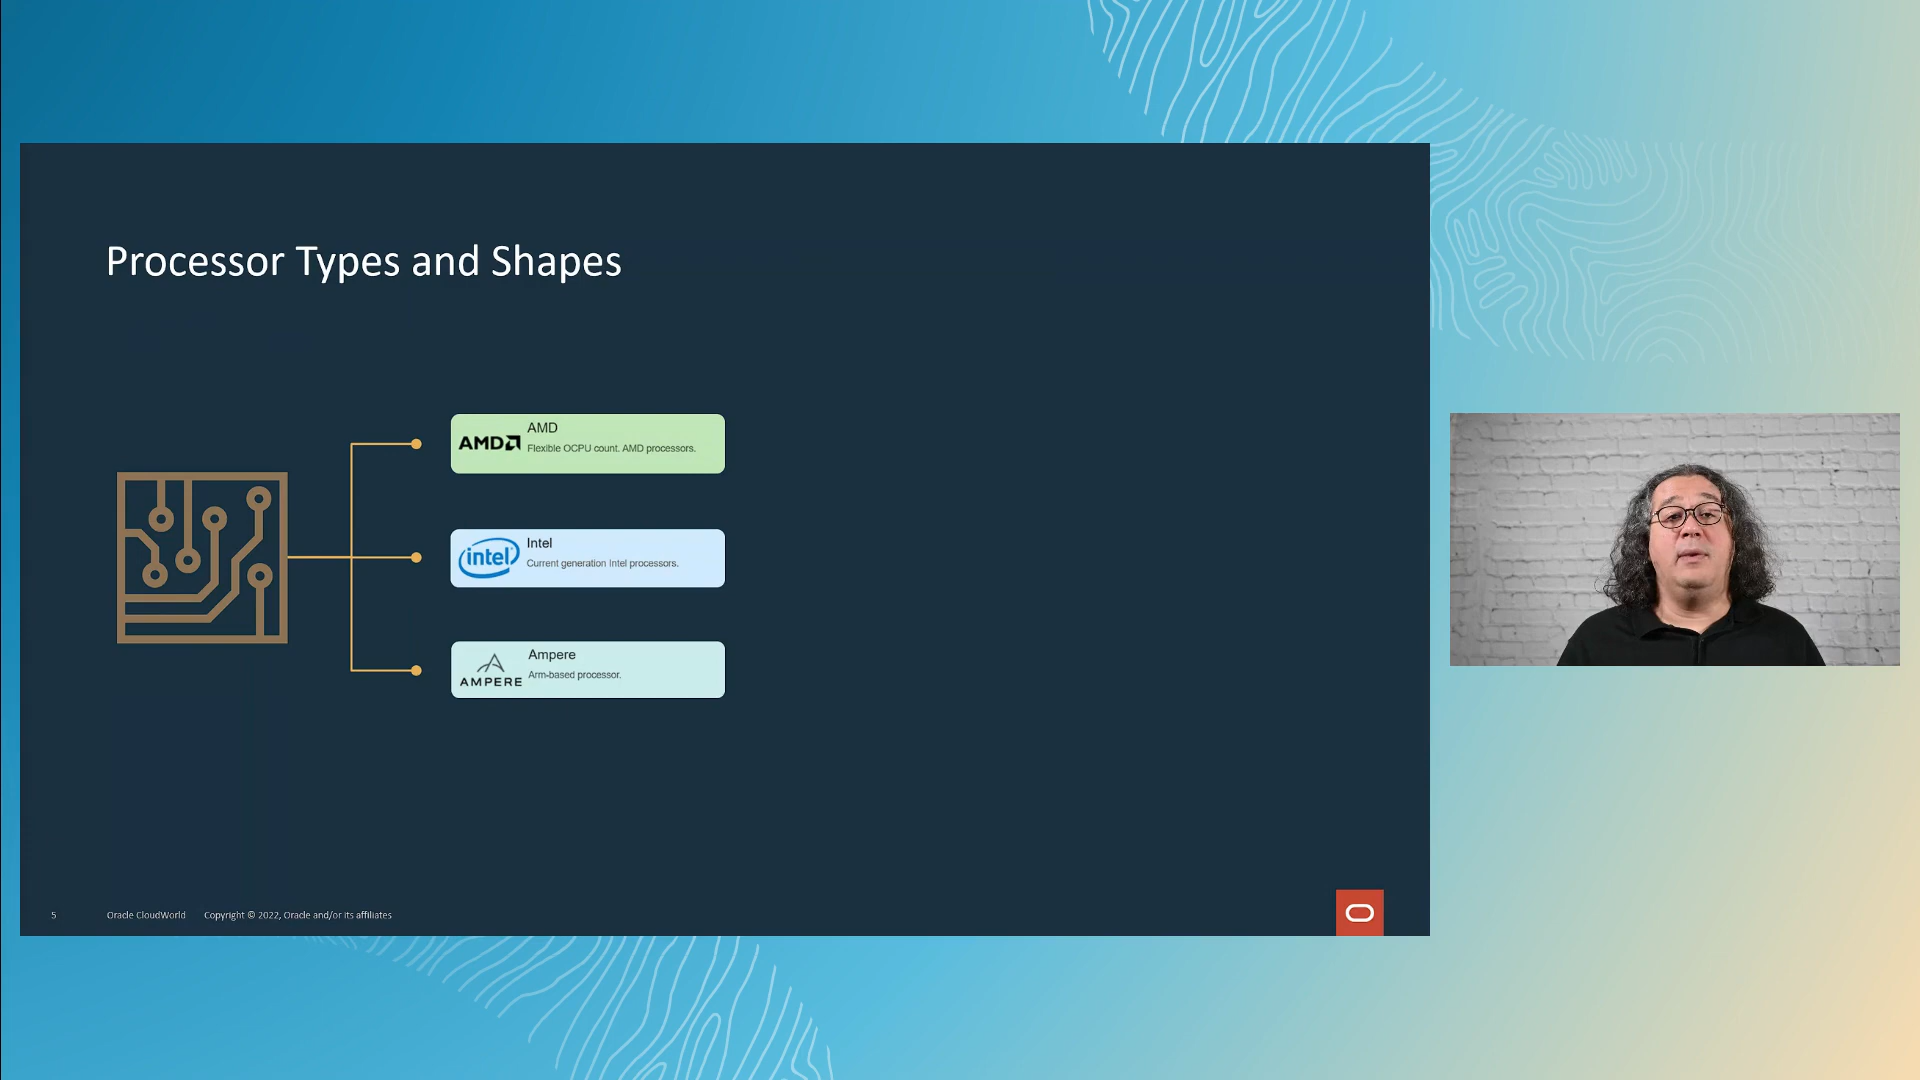 Processor Types and Shapes
AMD
AMD
Flexible OCPU count. AMD processors.
intel
Intel
Current generation Intel processors.
AMPERE
Ampere
Arm-based processor.
5 Oracle CloudWorld Copyright © 2022, Oracle and/or its affiliates